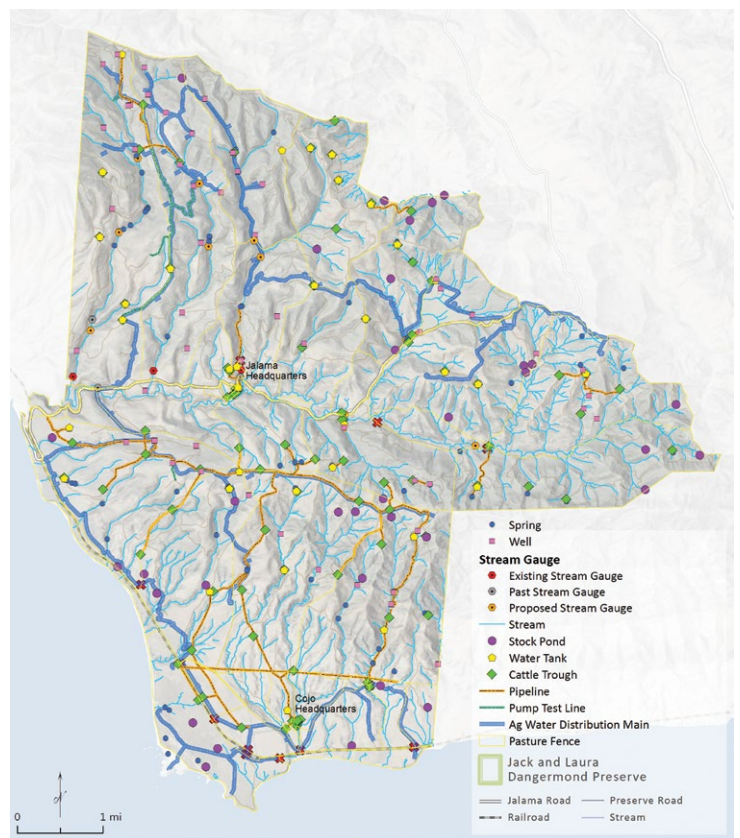 Jalama
Headquarters
Cojo
Headquarters
Spring
Well
Stream Gauge
Existing Stream Gauge
Past Stream Gauge
Proposed Stream Gauge
Stream
Stock Pond
Water Tank
Cattle Trough
Pipeline
Pump Test Line
Ag Water Distribution Main
Pasture Fence
Jack and Laura
Dangermond Preserve
Jalama Road Preserve Road
Railroad Stream
N
0 1 mi